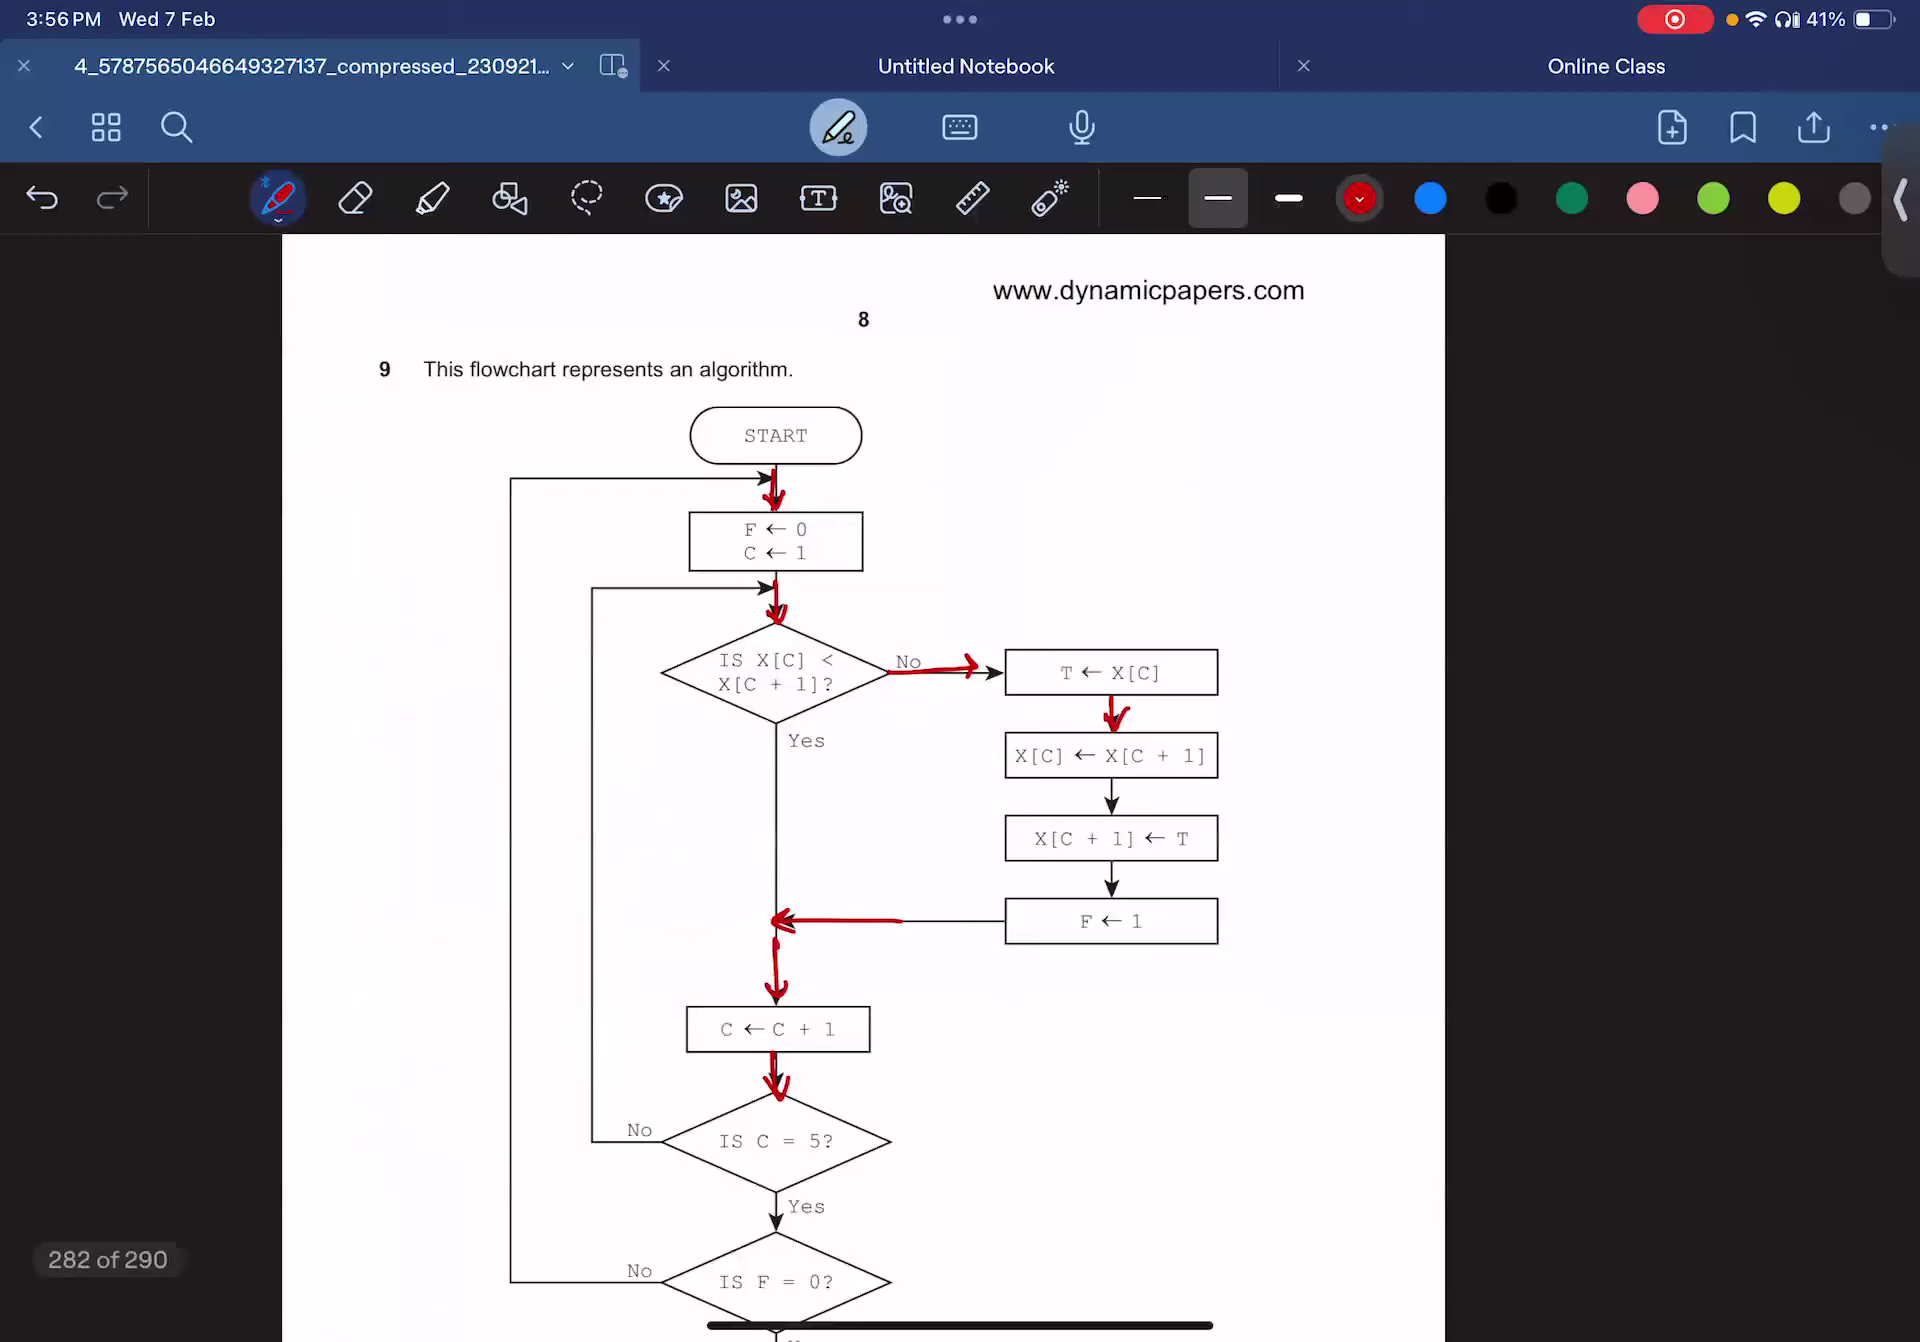 3:56 PM Wed 7 Feb
41%
4_5787565046649327137_compressed_230921...
Untitled Notebook
Online Class
www.dynamicpapers.com
8
9 This flowchart represents an algorithm.
START
F ← 0
C ← 1
IS X[C] <
X[C + 1]?
No
T ← X[C]
Yes
X[C] ← X[C + 1]
X[C + 1] ← T
F ← 1
C ← C + 1
No
IS C = 5?
Yes
282 of 290
No
IS F = 0?